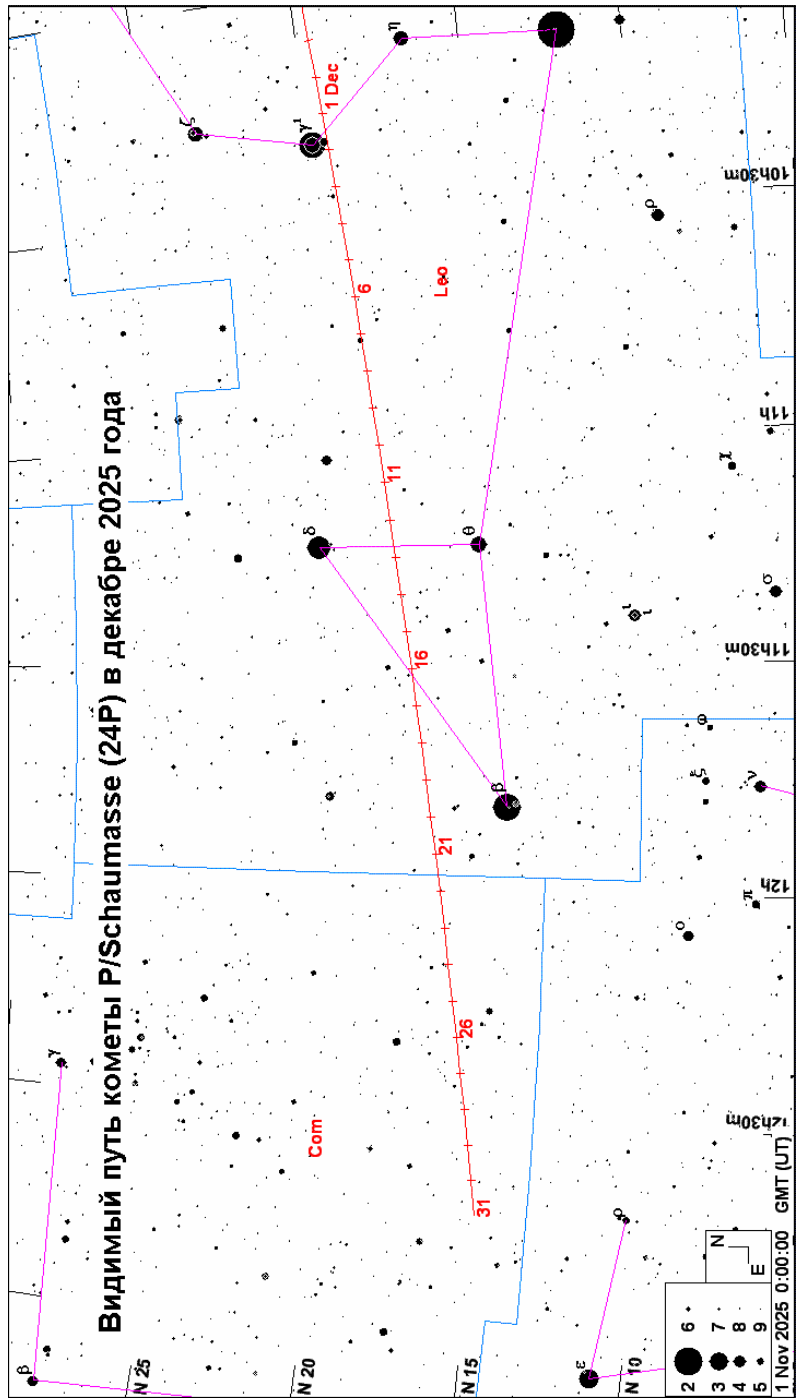 Видимый путь кометы P/Schaumasse (24P) в декабре 2025 года
β
γ
ζ
N 25
γ¹
1 Dec
N 20
Com
δ
6
η
11
Leo
16
21
26
31
N 15
θ
β
ε
ρ
N 10
ι
ι
ρ
ο
ξ
ω
χ
π
ν
σ
12h30m
12h
11h30m
11h
10h30m
2 6
3 7
4 8
5 9
N
E
1 Nov 2025 0:00:00 GMT (UT)